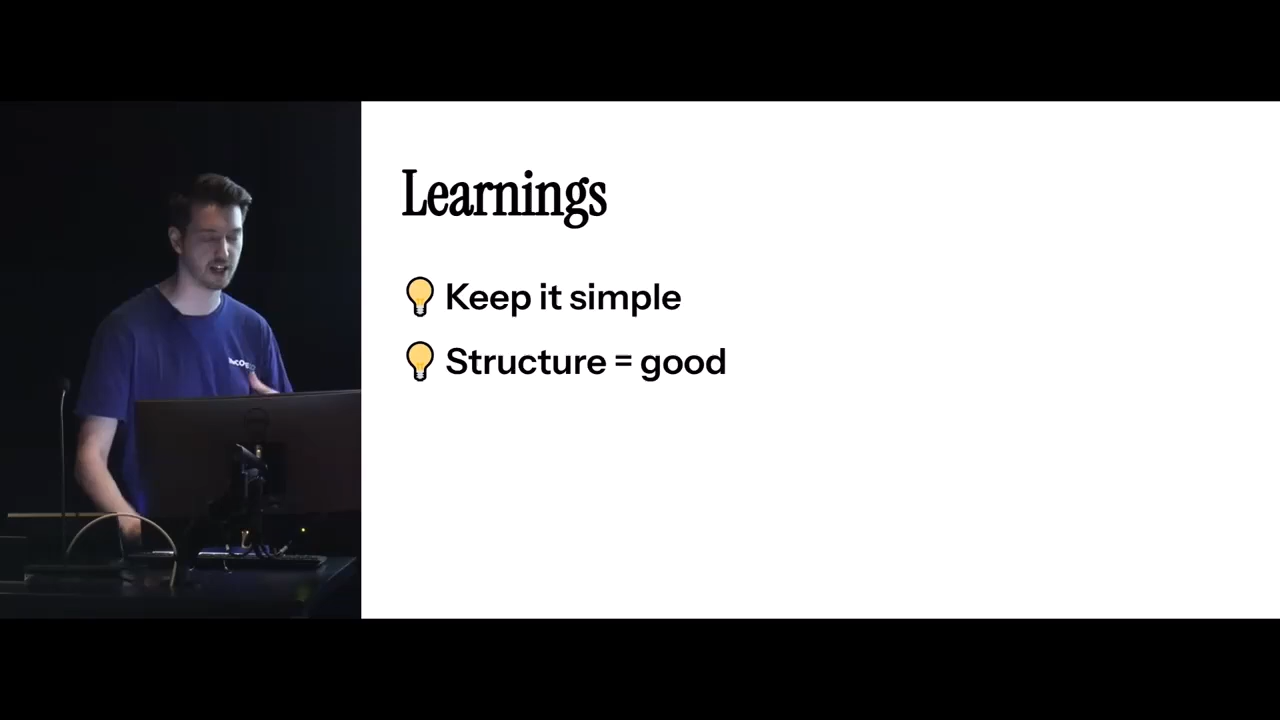 Learnings
💡 Keep it simple
💡 Structure = good